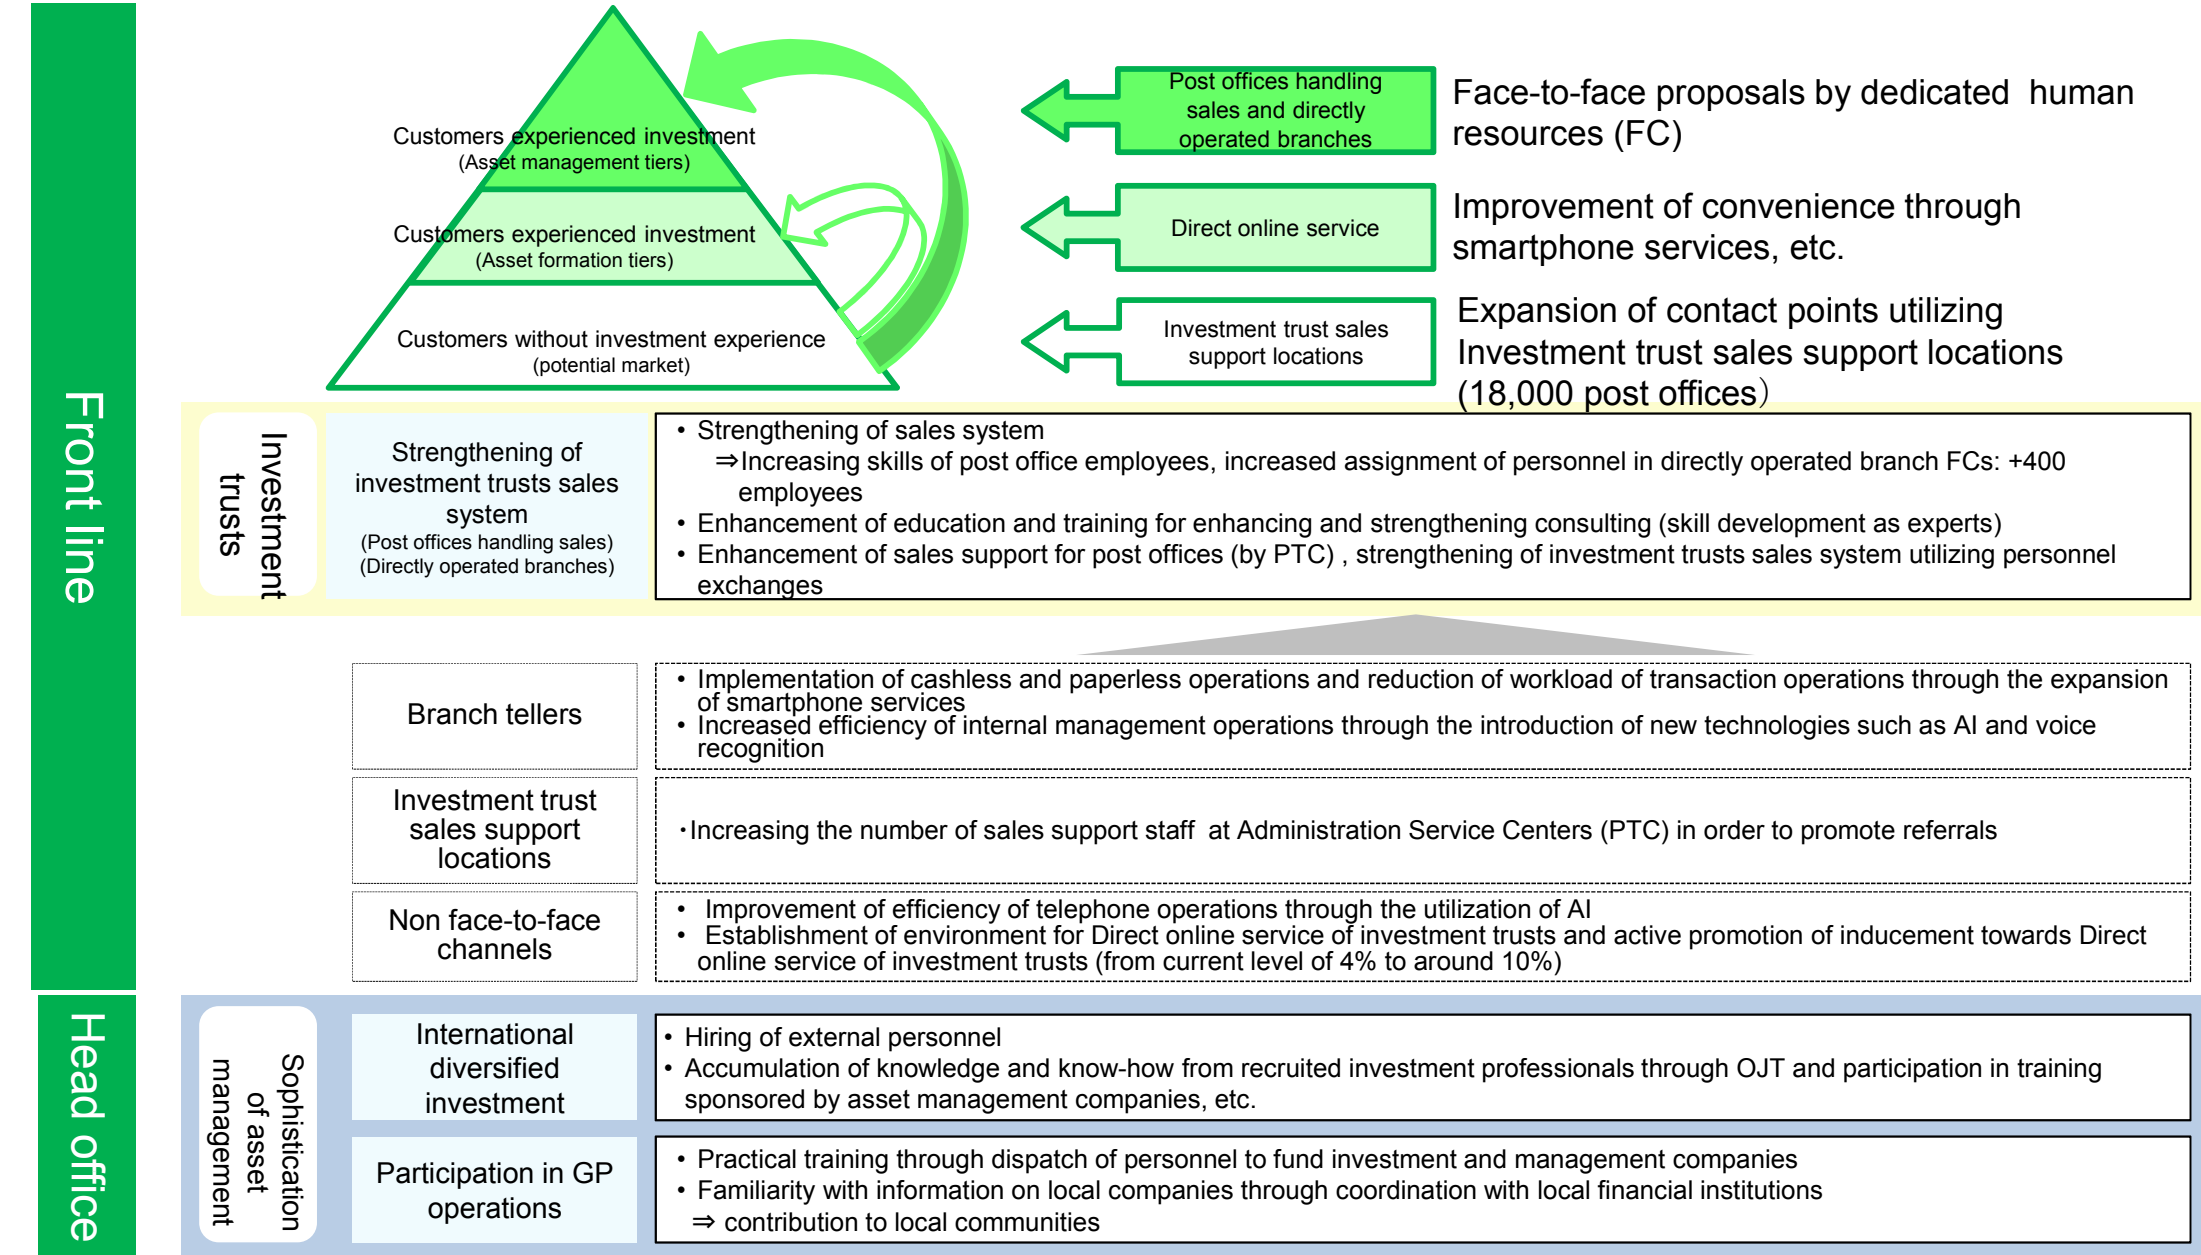 Front line
Customers experienced investment
(Asset management tiers)
Customers experienced investment
(Asset formation tiers)
Customers without investment experience
(potential market)
Post offices handling
sales and directly
operated branches
Face-to-face proposals by dedicated  human
resources (FC)
Direct online service
Improvement of convenience through
smartphone services, etc.
Investment trust sales
support locations
Expansion of contact points utilizing
Investment trust sales support locations
(18,000 post offices）
Investment
trusts
Strengthening of
investment trusts sales
system
(Post offices handling sales)
(Directly operated branches)
• Strengthening of sales system
⇒Increasing skills of post office employees, increased assignment of personnel in directly operated branch FCs: +400
employees
• Enhancement of education and training for enhancing and strengthening consulting (skill development as experts)
• Enhancement of sales support for post offices (by PTC) , strengthening of investment trusts sales system utilizing personnel
exchanges
Branch tellers
• Implementation of cashless and paperless operations and reduction of workload of transaction operations through the expansion
of smartphone services
• Increased efficiency of internal management operations through the introduction of new technologies such as AI and voice
recognition
Investment trust
sales support
locations
・Increasing the number of sales support staff  at Administration Service Centers (PTC) in order to promote referrals
Non face-to-face
channels
• Improvement of efficiency of telephone operations through the utilization of AI
• Establishment of environment for Direct online service of investment trusts and active promotion of inducement towards Direct
online service of investment trusts (from current level of 4% to around 10%)
Head office
Sophistication
of asset
management
International
diversified
investment
• Hiring of external personnel
• Accumulation of knowledge and know-how from recruited investment professionals through OJT and participation in training
sponsored by asset management companies, etc.
Participation in GP
operations
• Practical training through dispatch of personnel to fund investment and management companies
• Familiarity with information on local companies through coordination with local financial institutions
⇒ contribution to local communities